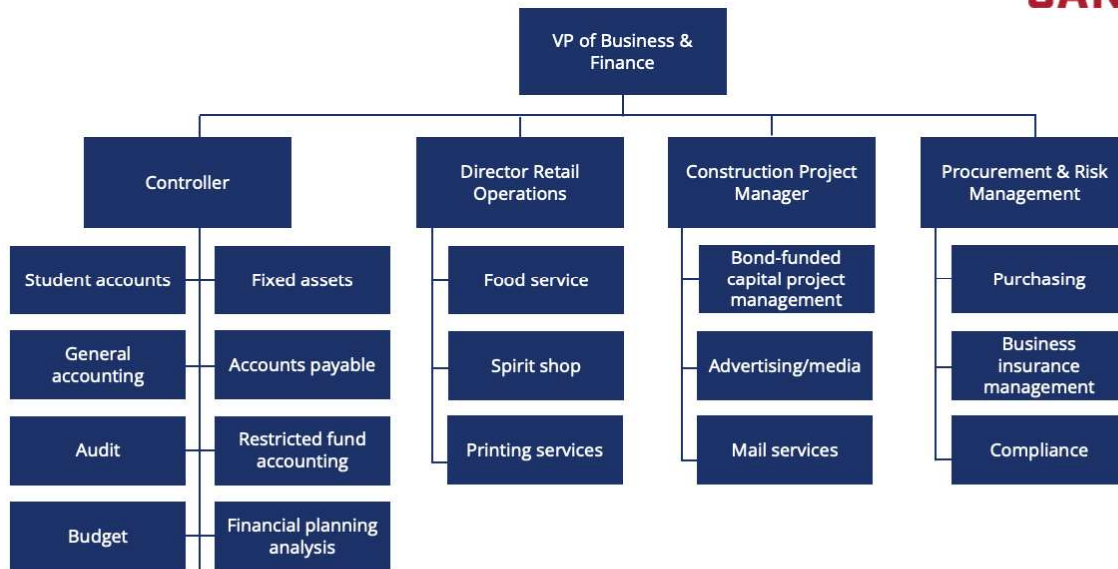 VP of Business &
Finance
Controller
Director Retail
Operations
Construction Project
Manager
Procurement & Risk
Management
Student accounts
Fixed assets
Food service
Bond-funded
capital project
management
Purchasing
General
accounting
Accounts payable
Spirit shop
Advertising/media
Business
insurance
management
Audit
Restricted fund
accounting
Printing services
Mail services
Compliance
Budget
Financial planning
analysis